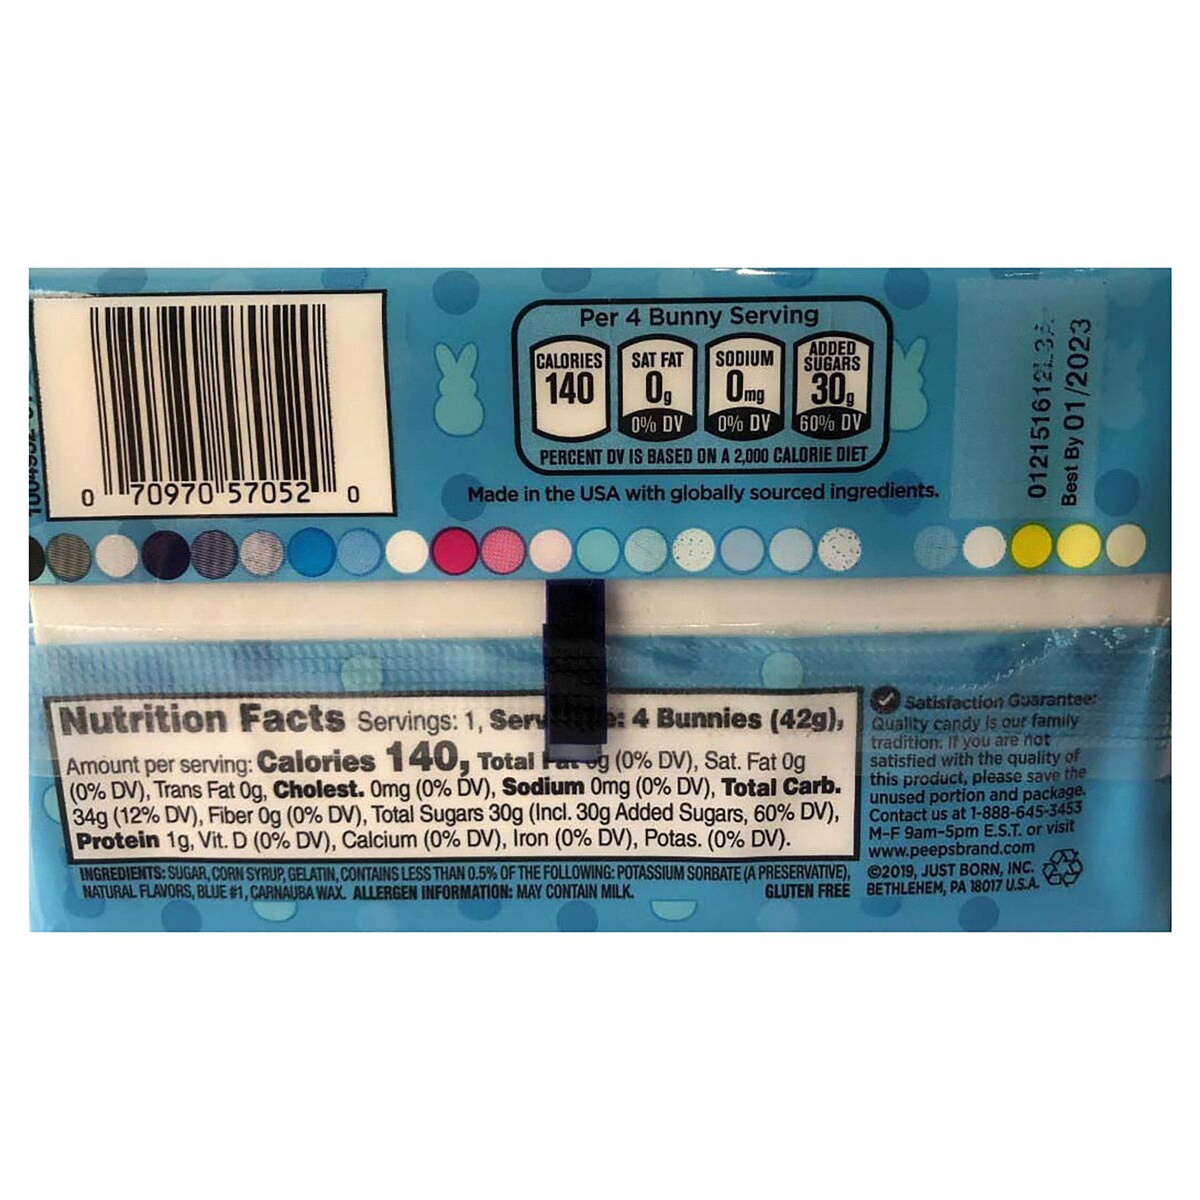 Per 4 Bunny Serving
CALORIES
140
SAT FAT
0g
0% DV
SODIUM
0mg
0% DV
ADDED
SUGARS
30g
60% DV
PERCENT DV IS BASED ON A 2,000 CALORIE DIET
Made in the USA with globally sourced ingredients.
0 70970 57052 0
Best By 01/2023
Nutrition Facts Servings: 1, 4 Bunnies (42g),
Amount per serving: Calories 140, Total (0% DV), Sat. Fat 0g
(0% DV), Trans Fat 0g, Cholest. 0mg (0% DV), Sodium 0mg (0% DV), Total Carb.
34g (12% DV), Fiber 0g (0% DV), Total Sugars 30g (Incl. 30g Added Sugars, 60% DV),
Protein 1g, Vit. D (0% DV), Calcium (0% DV), Iron (0% DV), Potas. (0% DV).
INGREDIENTS: SUGAR, CORN SYRUP, GELATIN, CONTAINS LESS THAN 0.5% OF THE FOLLOWING: POTASSIUM SORBATE (A PRESERVATIVE),
NATURAL FLAVORS, BLUE #1, CARNAUBA WAX. ALLERGEN INFORMATION: MAY CONTAIN MILK. GLUTEN FREE
Satisfaction Guarantee:
Quality candy is our family
tradition. If you are not
satisfied with the quality of
this product, please save the
unused portion and package.
Contact us at 1-888-645-3453
M-F 9am-5pm E.S.T. or visit
www.peepsbrand.com
©2019, JUST BORN, INC.
BETHLEHEM, PA 18017 U.S.A.